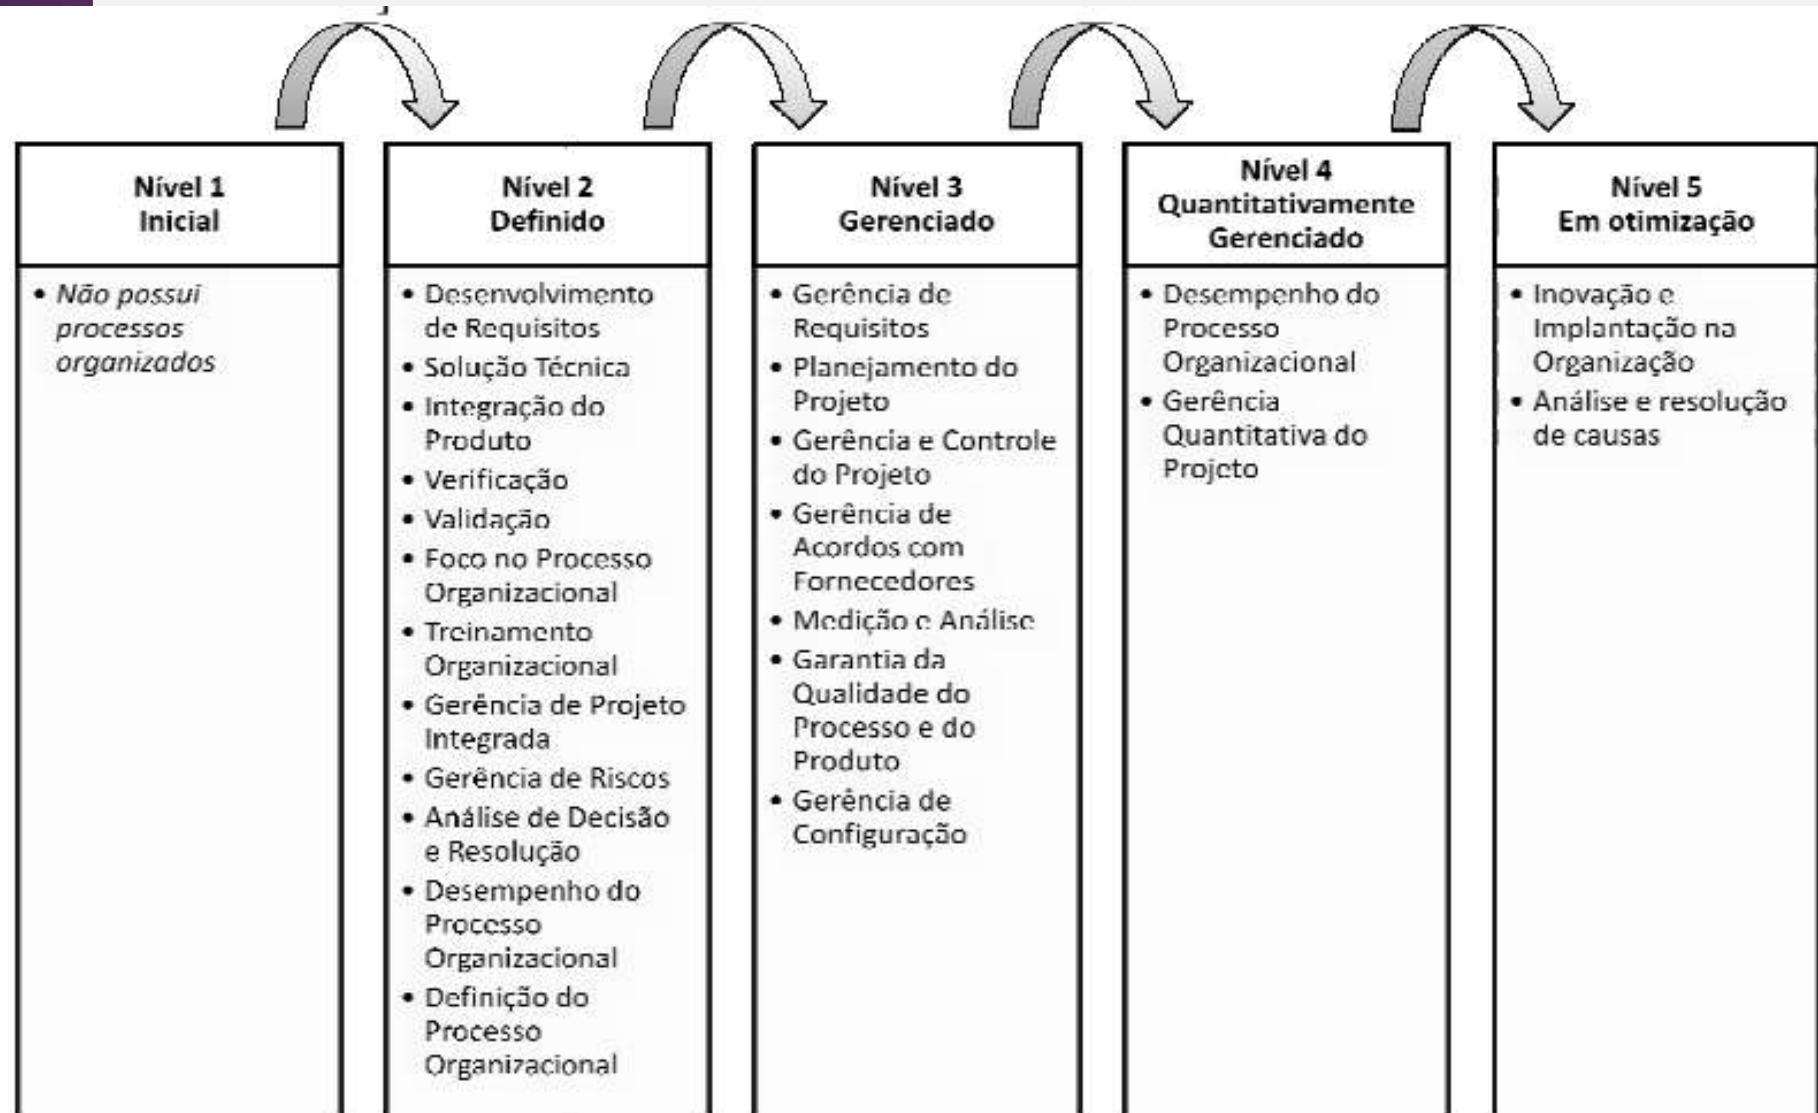 Nível 1
Inicial
• Não possui
processos
organizados
Nível 2
Definido
• Desenvolvimento
de Requisitos
• Solução Técnica
• Integração do
Produto
• Verificação
• Validação
• Foco no Processo
Organizacional
• Treinamento
Organizacional
• Gerência de Projeto
Integrada
• Gerência de Riscos
• Análise de Decisão
e Resolução
• Desempenho do
Processo
Organizacional
• Definição do
Processo
Organizacional
Nível 3
Gerenciado
• Gerência de
Requisitos
• Planejamento do
Projeto
• Gerência e Controle
do Projeto
• Gerência de
Acordos com
Fornecedores
• Medição e Análise
• Garantia da
Qualidade do
Processo e do
Produto
• Gerência de
Configuração
Nível 4
Quantitativamente
Gerenciado
• Desempenho do
Processo
Organizacional
• Gerência
Quantitativa do
Projeto
Nível 5
Em otimização
• Inovação e
Implantação na
Organização
• Análise e resolução
de causas